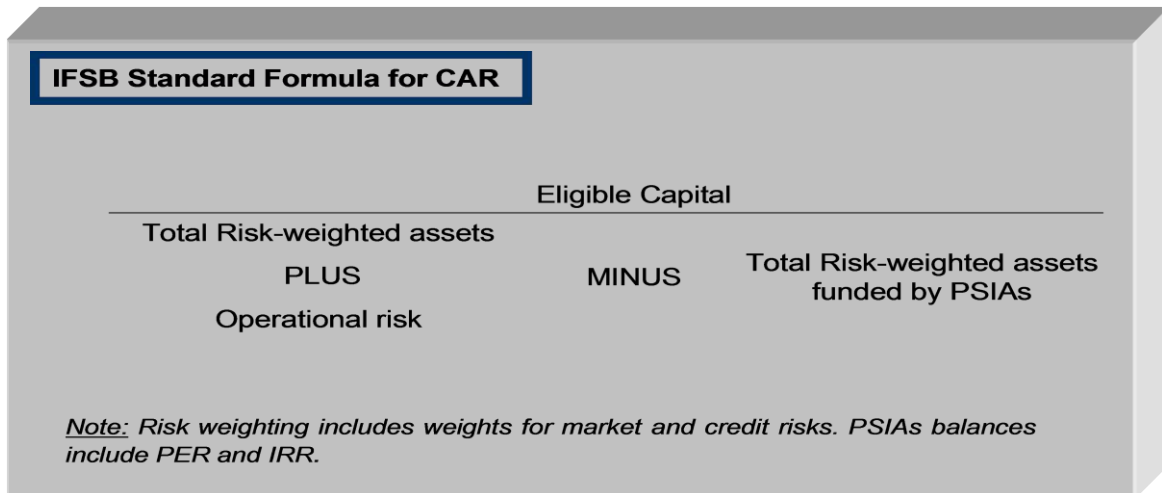 IFSB Standard Formula for CAR
Eligible Capital
Total Risk-weighted assets
PLUS
Operational risk
MINUS
Total Risk-weighted assets
funded by PSIAs
Note: Risk weighting includes weights for market and credit risks. PSIAs balances
include PER and IRR.